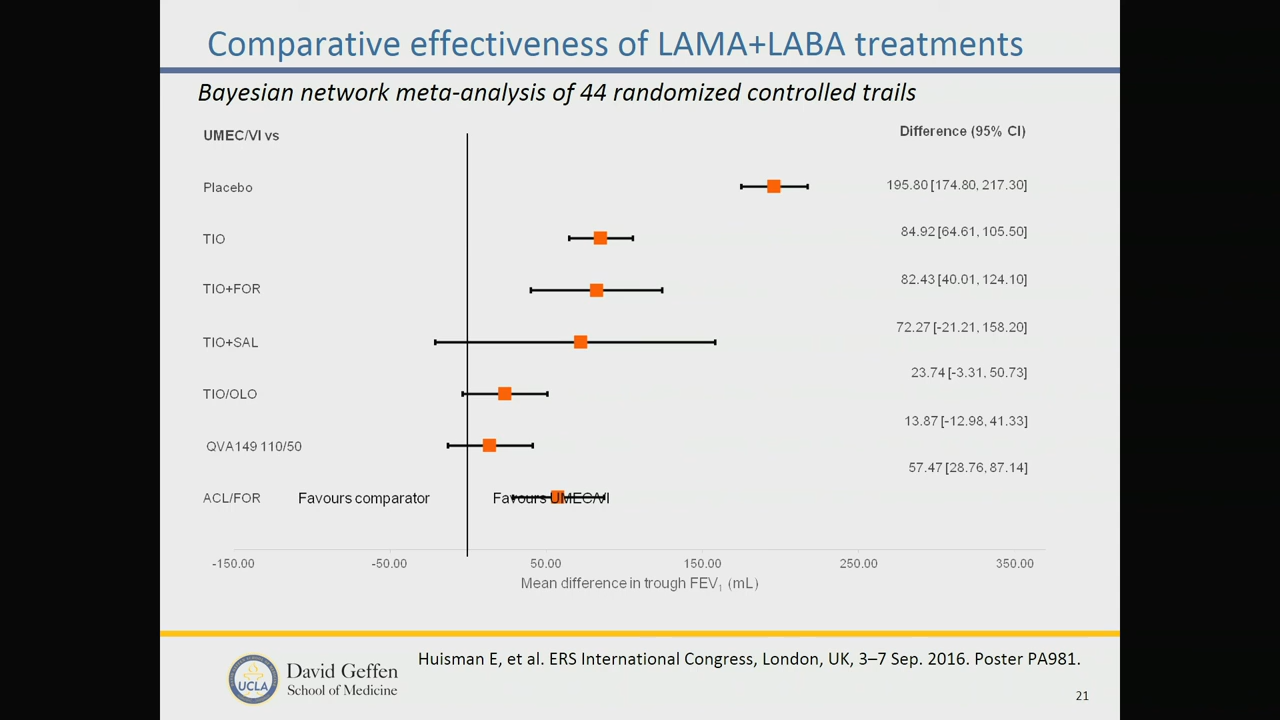 Comparative effectiveness of LAMA+LABA treatments
Bayesian network meta-analysis of 44 randomized controlled trails
UMEC/VI vs
Difference (95% CI)
Placebo
195.80 [174.80, 217.30]
TIO
84.92 [64.61, 105.50]
TIO+FOR
82.43 [40.01, 124.10]
TIO+SAL
72.27 [-21.21, 158.20]
TIO/OLO
23.74 [-3.31, 50.73]
QVA149 110/50
13.87 [-12.98, 41.33]
ACL/FOR
57.47 [28.76, 87.14]
Favours comparator
Favours UMEC/VI
-150.00 -50.00 50.00 150.00 250.00 350.00
Mean difference in trough FEV₁ (mL)
UCLA
David Geffen
School of Medicine
Huisman E, et al. ERS International Congress, London, UK, 3–7 Sep. 2016. Poster PA981.
21